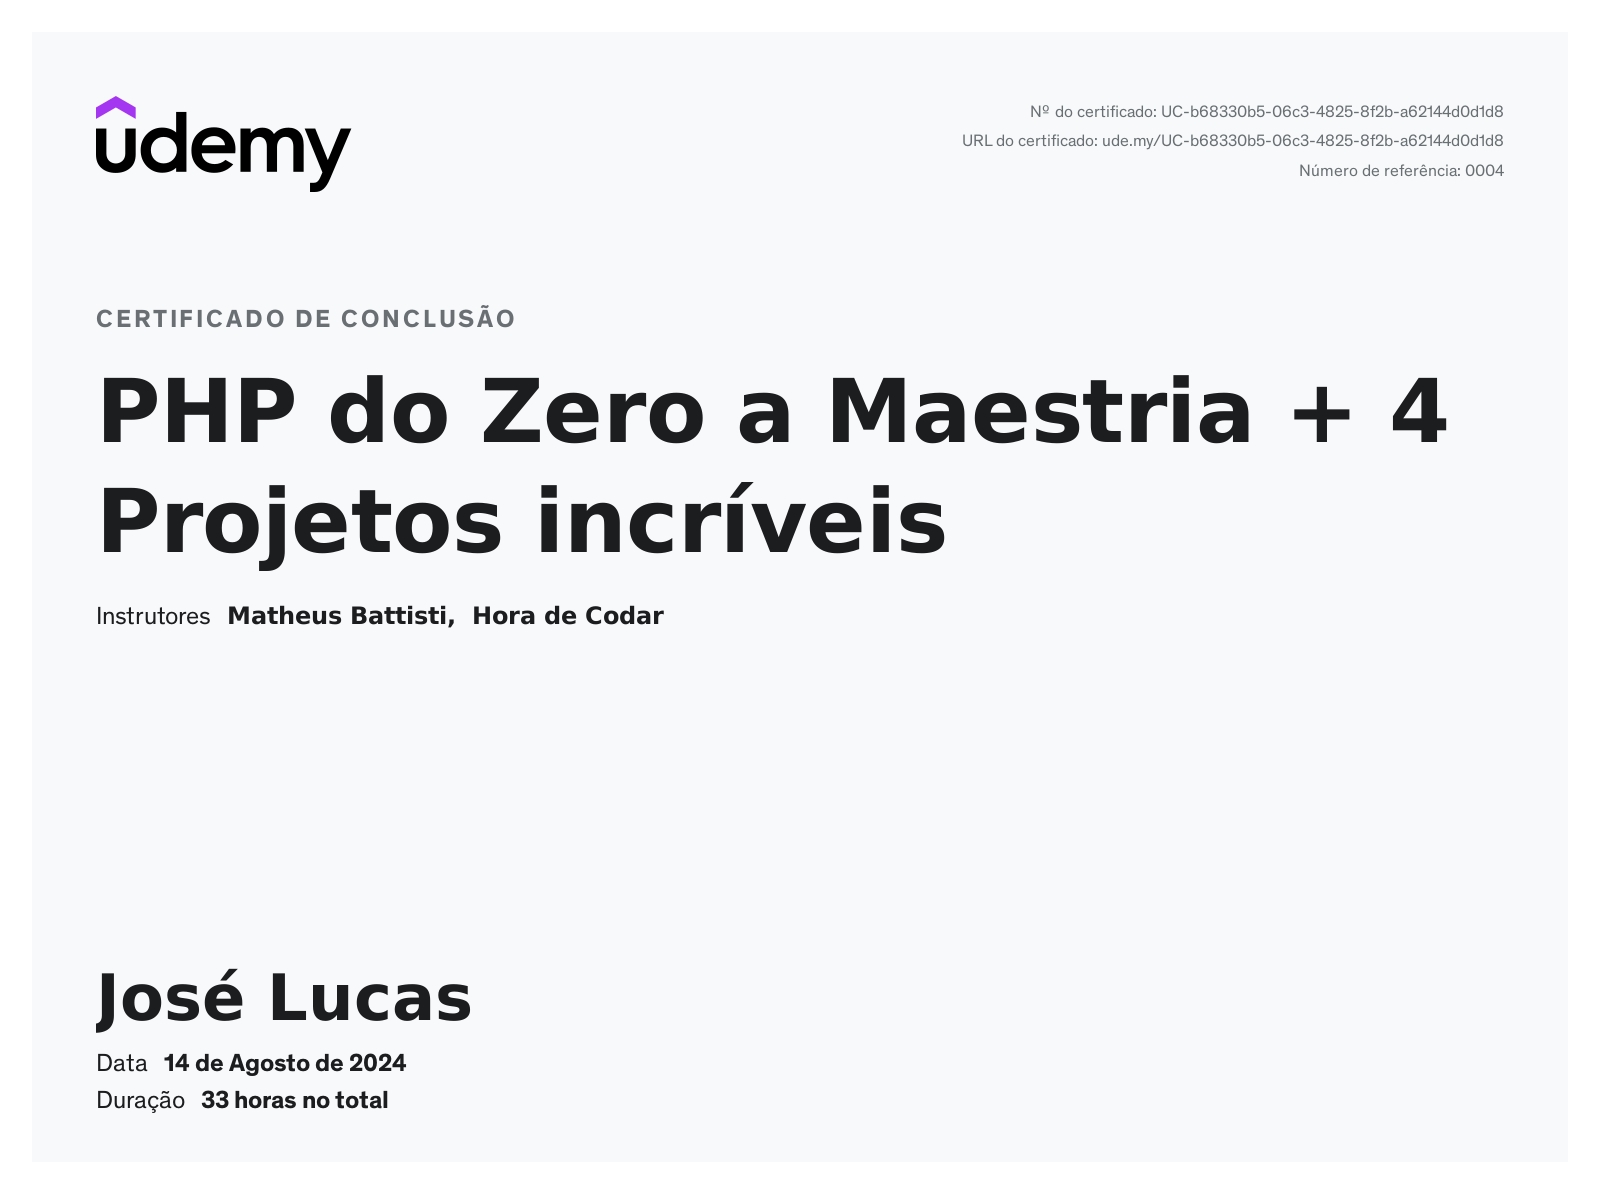 udemy
Nº do certificado: UC-b68330b5-06c3-4825-8f2b-a62144d0d1d8
URL do certificado: ude.my/UC-b68330b5-06c3-4825-8f2b-a62144d0d1d8
Número de referência: 0004
CERTIFICADO DE CONCLUSÃO
PHP do Zero a Maestria + 4
Projetos incríveis
Instrutores Matheus Battisti, Hora de Codar
José Lucas
Data 14 de Agosto de 2024
Duração 33 horas no total